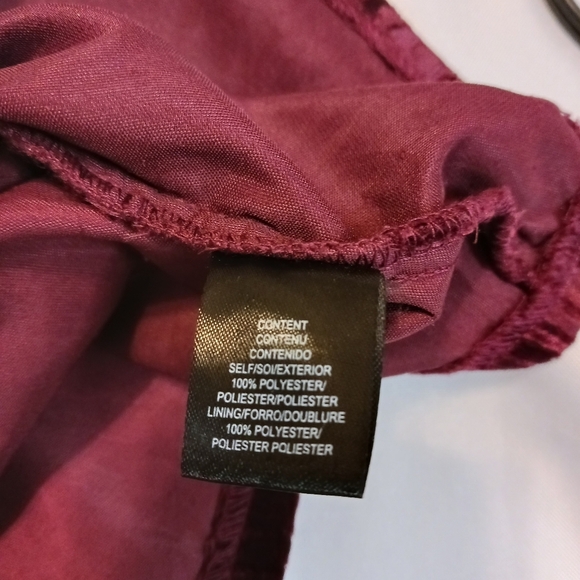 CONTENT
CONTENU
CONTENIDO
SELF/SOI/EXTERIOR
100% POLYESTER/
POLIESTER/POLIESTER
LINING/FORRO/DOUBLURE
100% POLYESTER/
POLIESTER POLIESTER